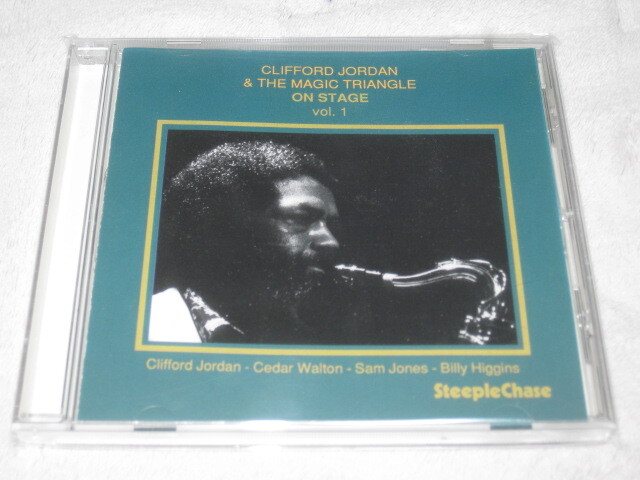 CLIFFORD JORDAN
& THE MAGIC TRIANGLE
ON STAGE
vol. 1
Clifford Jordan - Cedar Walton - Sam Jones - Billy Higgins
SteepleChase